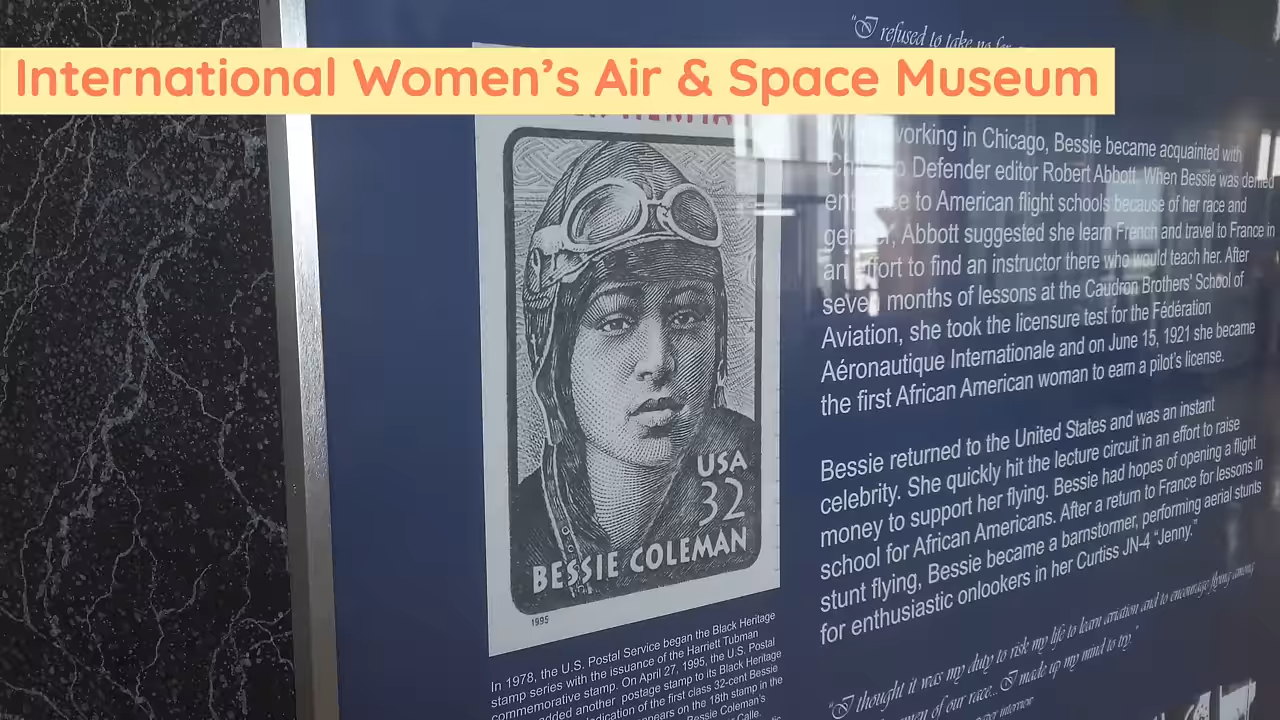 "I refused to take no for
International Women's Air & Space Museum
working in Chicago, Bessie became acquainted with
Defender editor Robert Abbott. When Bessie was denied
to American flight schools because of her race and
Abbott suggested she learn French and travel to France in
an effort to find an instructor there who would teach her. After
seven months of lessons at the Caudron Brothers' School of
Aviation, she took the licensure test for the Fédération
Aéronautique Internationale and on June 15, 1921 she became
the first African American woman to earn a pilot's license.
Bessie returned to the United States and was an instant
celebrity. She quickly hit the lecture circuit in an effort to raise
money to support her flying. Bessie had hopes of opening a flight
school for African Americans. After a return to France for lessons in
stunt flying, Bessie became a barnstormer, performing aerial stunts
for enthusiastic onlookers in her Curtiss JN-4 "Jenny."
"I thought it was my duty to risk my life to learn aviation and to encourage flying among
men of our race... I made up my mind to try."
interview
USA
32
BESSIE COLEMAN
1995
In 1978, the U.S. Postal Service began the Black Heritage
stamp series with the issuance of the Harriett Tubman
commemorative stamp. On April 27, 1995, the U.S. Postal
added another postage stamp to its Black Heritage
dedication of the first class 32-cent Bessie
appears on the 18th stamp in the
Bessie Coleman's
Calle.